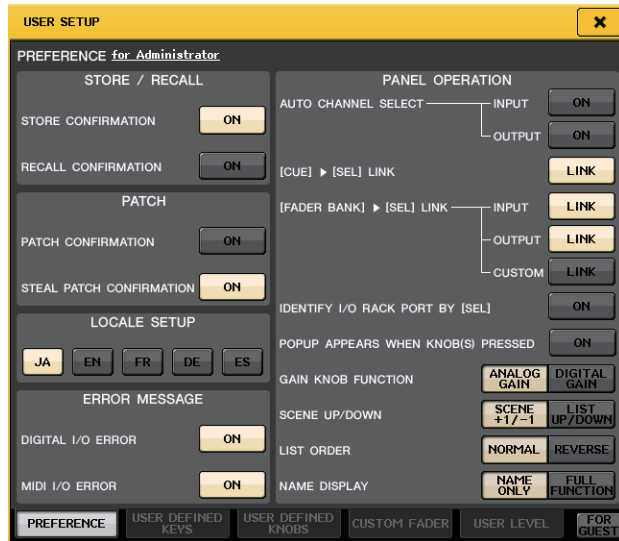 USER SETUP
PREFERENCE for Administrator
STORE / RECALL
STORE CONFIRMATION ON
RECALL CONFIRMATION ON
PATCH
PATCH CONFIRMATION ON
STEAL PATCH CONFIRMATION ON
LOCALE SETUP
JA EN FR DE ES
ERROR MESSAGE
DIGITAL I/O ERROR ON
MIDI I/O ERROR ON
PANEL OPERATION
AUTO CHANNEL SELECT INPUT ON
OUTPUT ON
[CUE] ▶ [SEL] LINK LINK
[FADER BANK] ▶ [SEL] LINK INPUT LINK
OUTPUT LINK
CUSTOM LINK
IDENTIFY I/O RACK PORT BY [SEL] ON
POPUP APPEARS WHEN KNOB(S) PRESSED ON
GAIN KNOB FUNCTION ANALOG GAIN DIGITAL GAIN
SCENE UP/DOWN SCENE +1/-1 LIST UP/DOWN
LIST ORDER NORMAL REVERSE
NAME DISPLAY NAME ONLY FULL FUNCTION
PREFERENCE USER DEFINED KEYS USER DEFINED KNOBS CUSTOM FADER USER LEVEL FOR GUEST